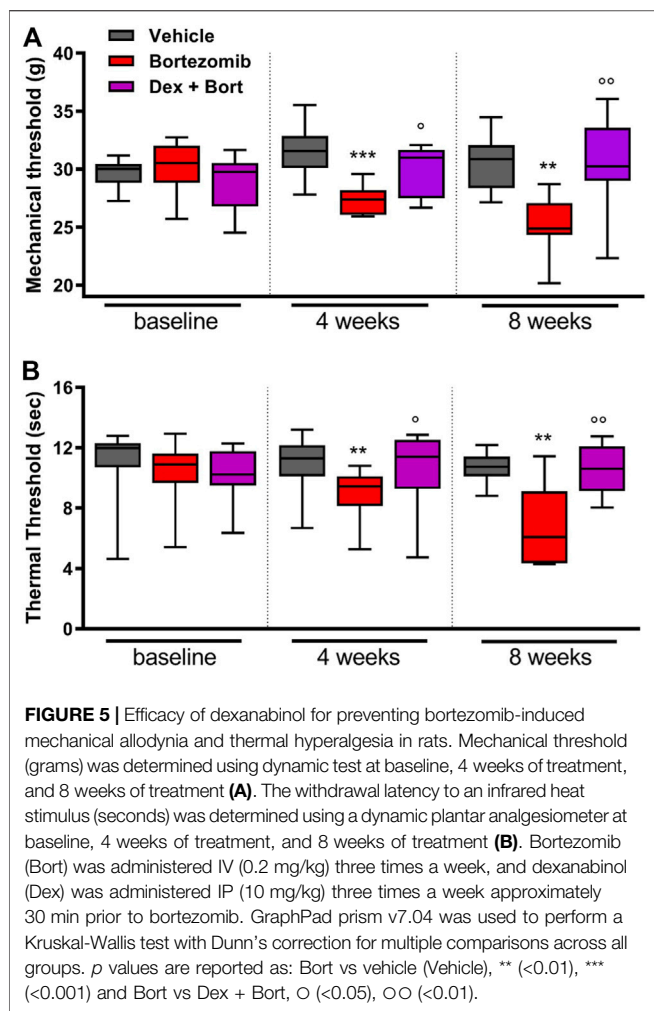 A
Vehicle
Bortezomib
Dex + Bort
Mechanical threshold (g)
40
35
30
25
20
***
°
**
°°
baseline
4 weeks
8 weeks
B
Thermal Threshold (sec)
16
12
8
4
0
**
°
**
°°
baseline
4 weeks
8 weeks
FIGURE 5 | Efficacy of dexanabinol for preventing bortezomib-induced
mechanical allodynia and thermal hyperalgesia in rats. Mechanical threshold
(grams) was determined using dynamic test at baseline, 4 weeks of treatment,
and 8 weeks of treatment (A). The withdrawal latency to an infrared heat
stimulus (seconds) was determined using a dynamic plantar analgesiometer at
baseline, 4 weeks of treatment, and 8 weeks of treatment (B). Bortezomib
(Bort) was administered IV (0.2 mg/kg) three times a week, and dexanabinol
(Dex) was administered IP (10 mg/kg) three times a week approximately
30 min prior to bortezomib. GraphPad prism v7.04 was used to perform a
Kruskal-Wallis test with Dunn's correction for multiple comparisons across all
groups. p values are reported as: Bort vs vehicle (Vehicle), ** (<0.01), ***
(<0.001) and Bort vs Dex + Bort, O (<0.05), OO (<0.01).